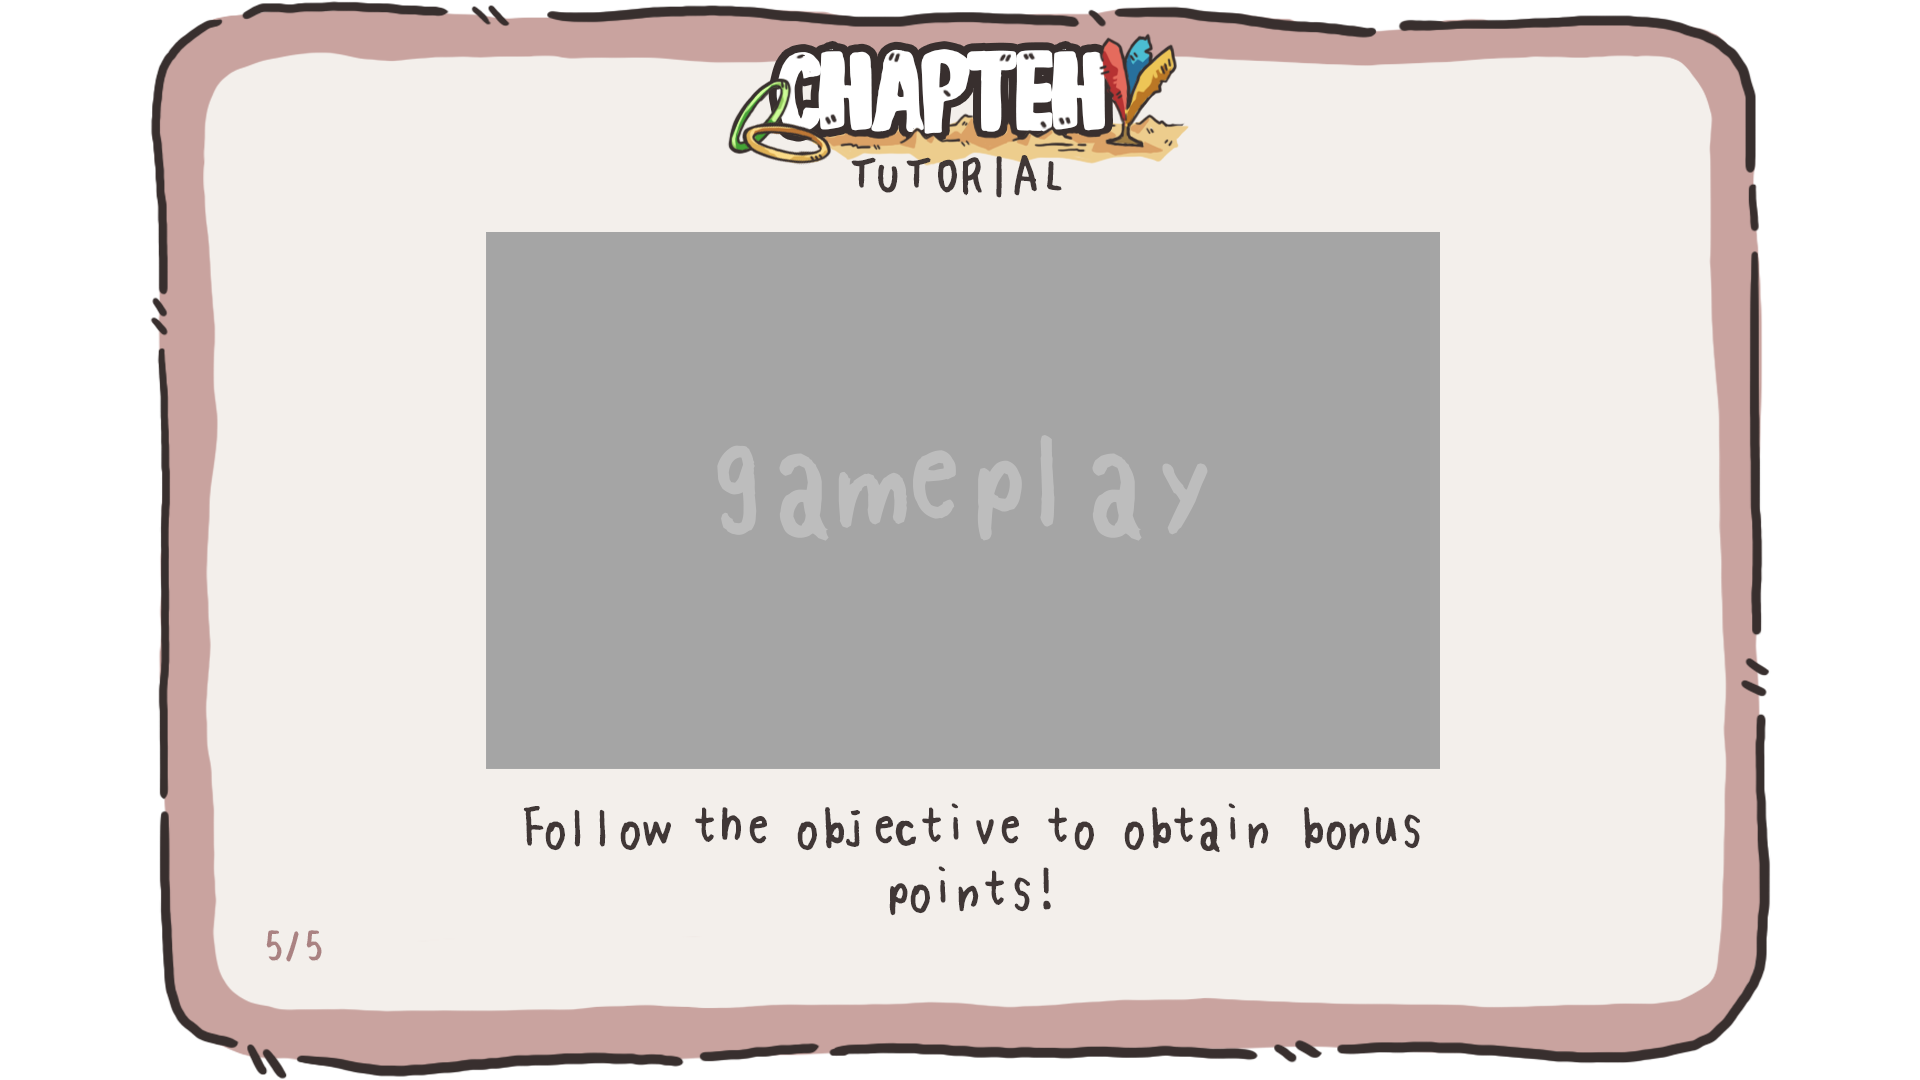 CHAPTEH
TUTORIAL
gameplay
Follow the objective to obtain bonus
points!
5/5